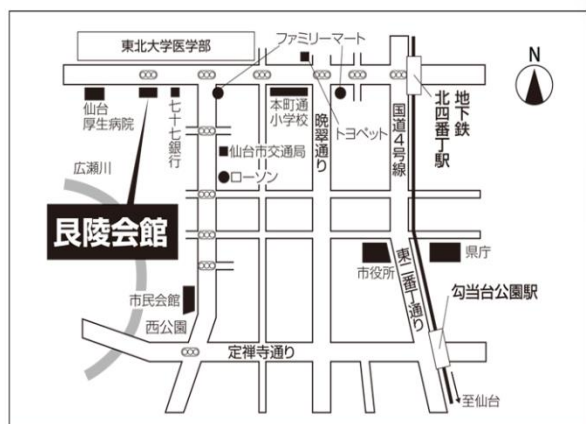 東北大学医学部
ファミリーマート
N
仙台
厚生病院
七十七銀行
本町通
小学校
晩翠通り
トヨペット
国道4号線
地下鉄
北四番丁駅
仙台市交通局
ローソン
広瀬川
艮陵会館
市役所
東二番丁通り
県庁
市民会館
西公園
勾当台公園駅
定禅寺通り
至仙台